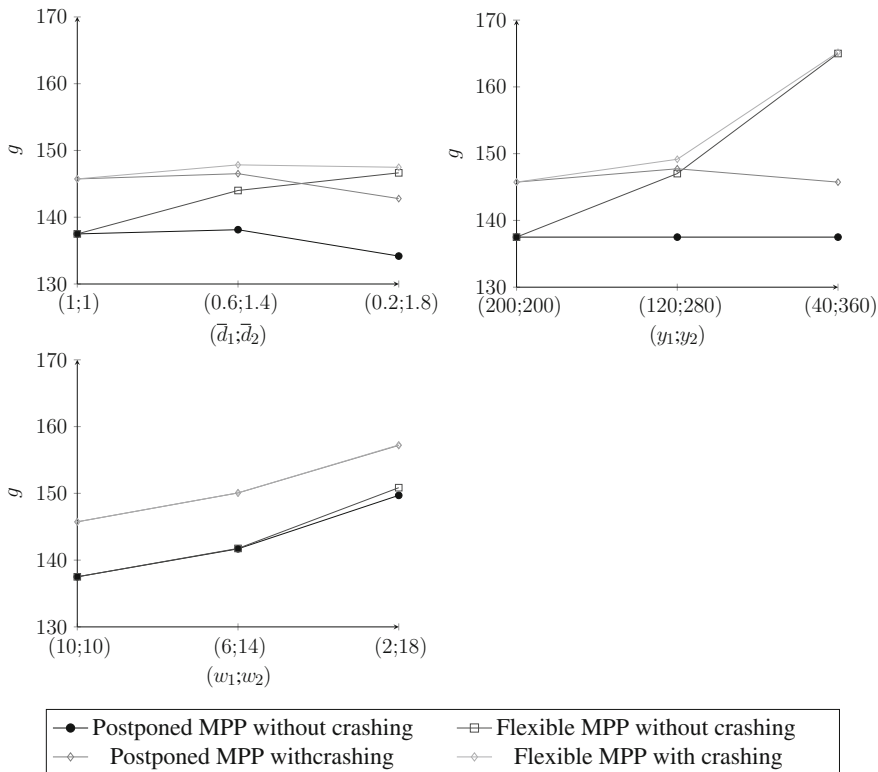 170
160
150
140
130
g
(1;1)
(0.6;1.4)
(0.2;1.8)
(d̅₁;d̅₂)
170
160
150
140
130
g
(200;200)
(120;280)
(40;360)
(y₁;y₂)
170
160
150
140
130
g
(10;10)
(6;14)
(2;18)
(w₁;w₂)
Postponed MPP without crashing
Flexible MPP without crashing
Postponed MPP withcrashing
Flexible MPP with crashing